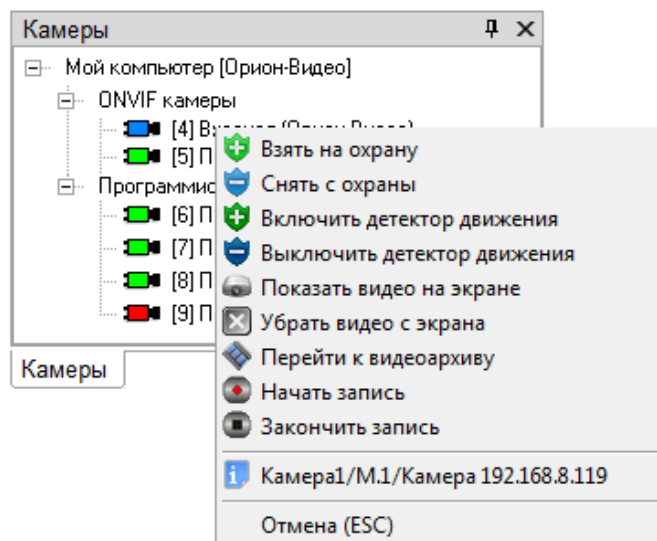 Камеры
Мой компьютер [Орион-Видео]
ONVIF камеры
[4]
[5] П
[6] П
[7] П
[8] П
[9] П
Камеры
Взять на охрану
Снять с охраны
Включить детектор движения
Выключить детектор движения
Показать видео на экране
Убрать видео с экрана
Перейти к видеоархиву
Начать запись
Закончить запись
Камера1/М.1/Камера 192.168.8.119
Отмена (ESC)